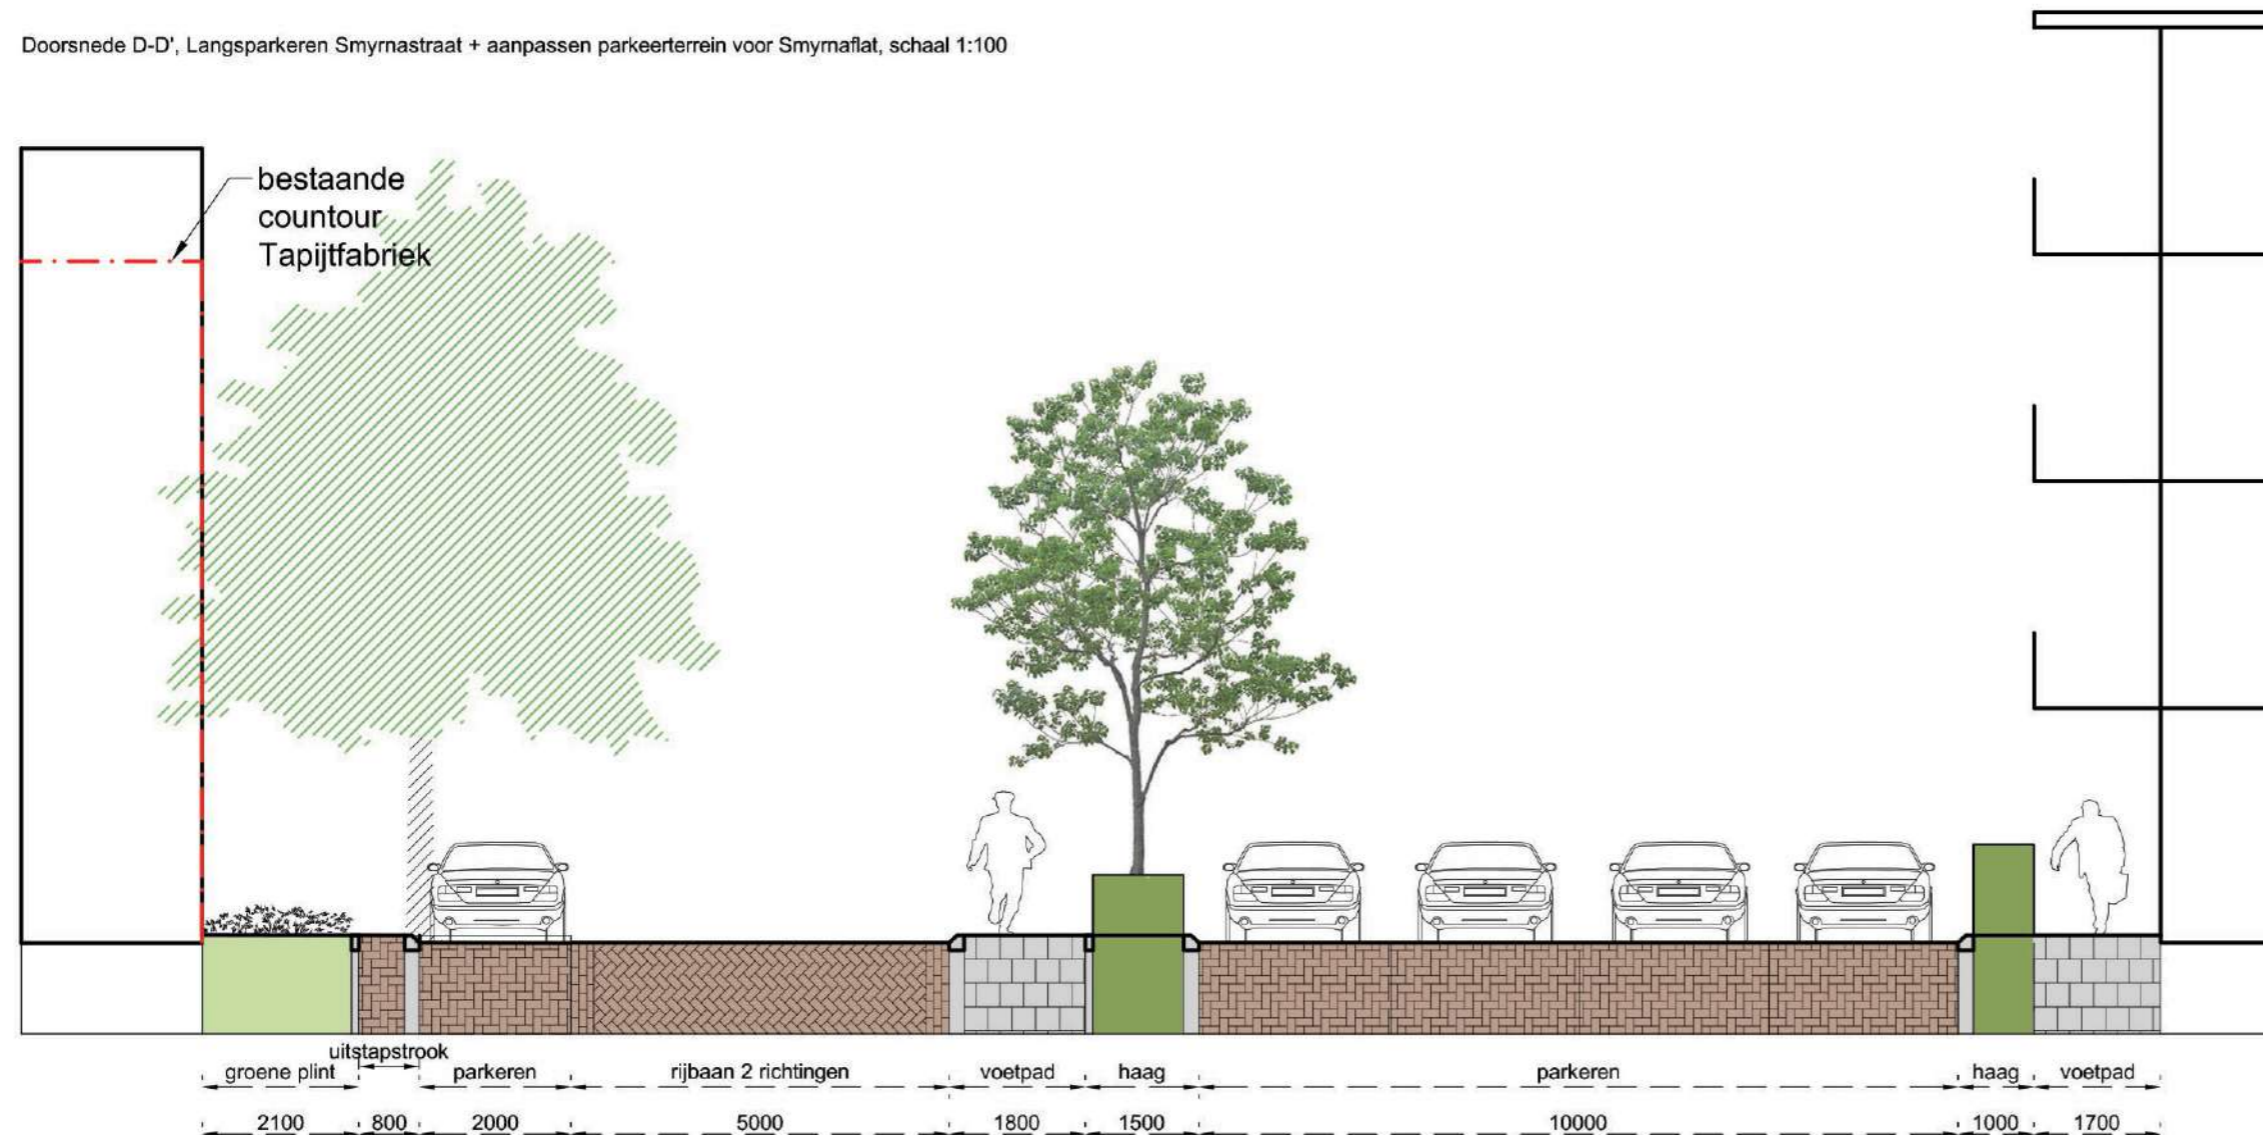 Doorsnede D-D', Langsparkeren Smyrnastraat + aanpassen parkeerterrein voor Smyrnaflat, schaal 1:100
bestaande
countour
Tapijtfabriek
uitstapstrook
groene plint parkeren rijbaan 2 richtingen voetpad haag parkeren haag voetpad
2100 800 2000 5000 1800 1500 10000 1000 1700